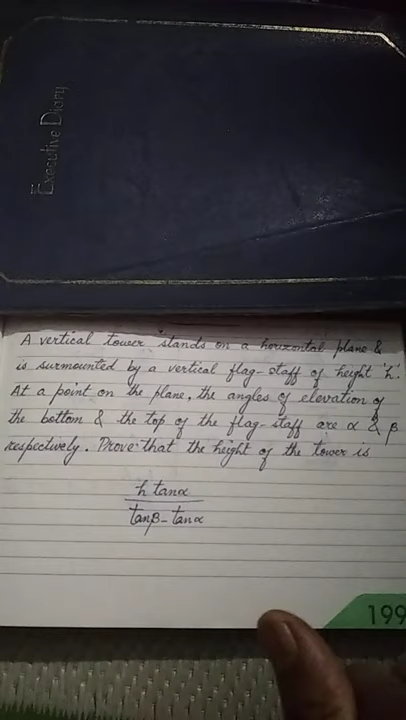 Executive Diary
A vertical tower stands on a horizontal plane &
is surmounted by a vertical flag-staff of height 'h'.
At a point on the plane, the angles of elevation of
the bottom & the top of the flag-staff are α & β
respectively. Prove that the height of the tower is
h tanα
tanβ - tanα
199